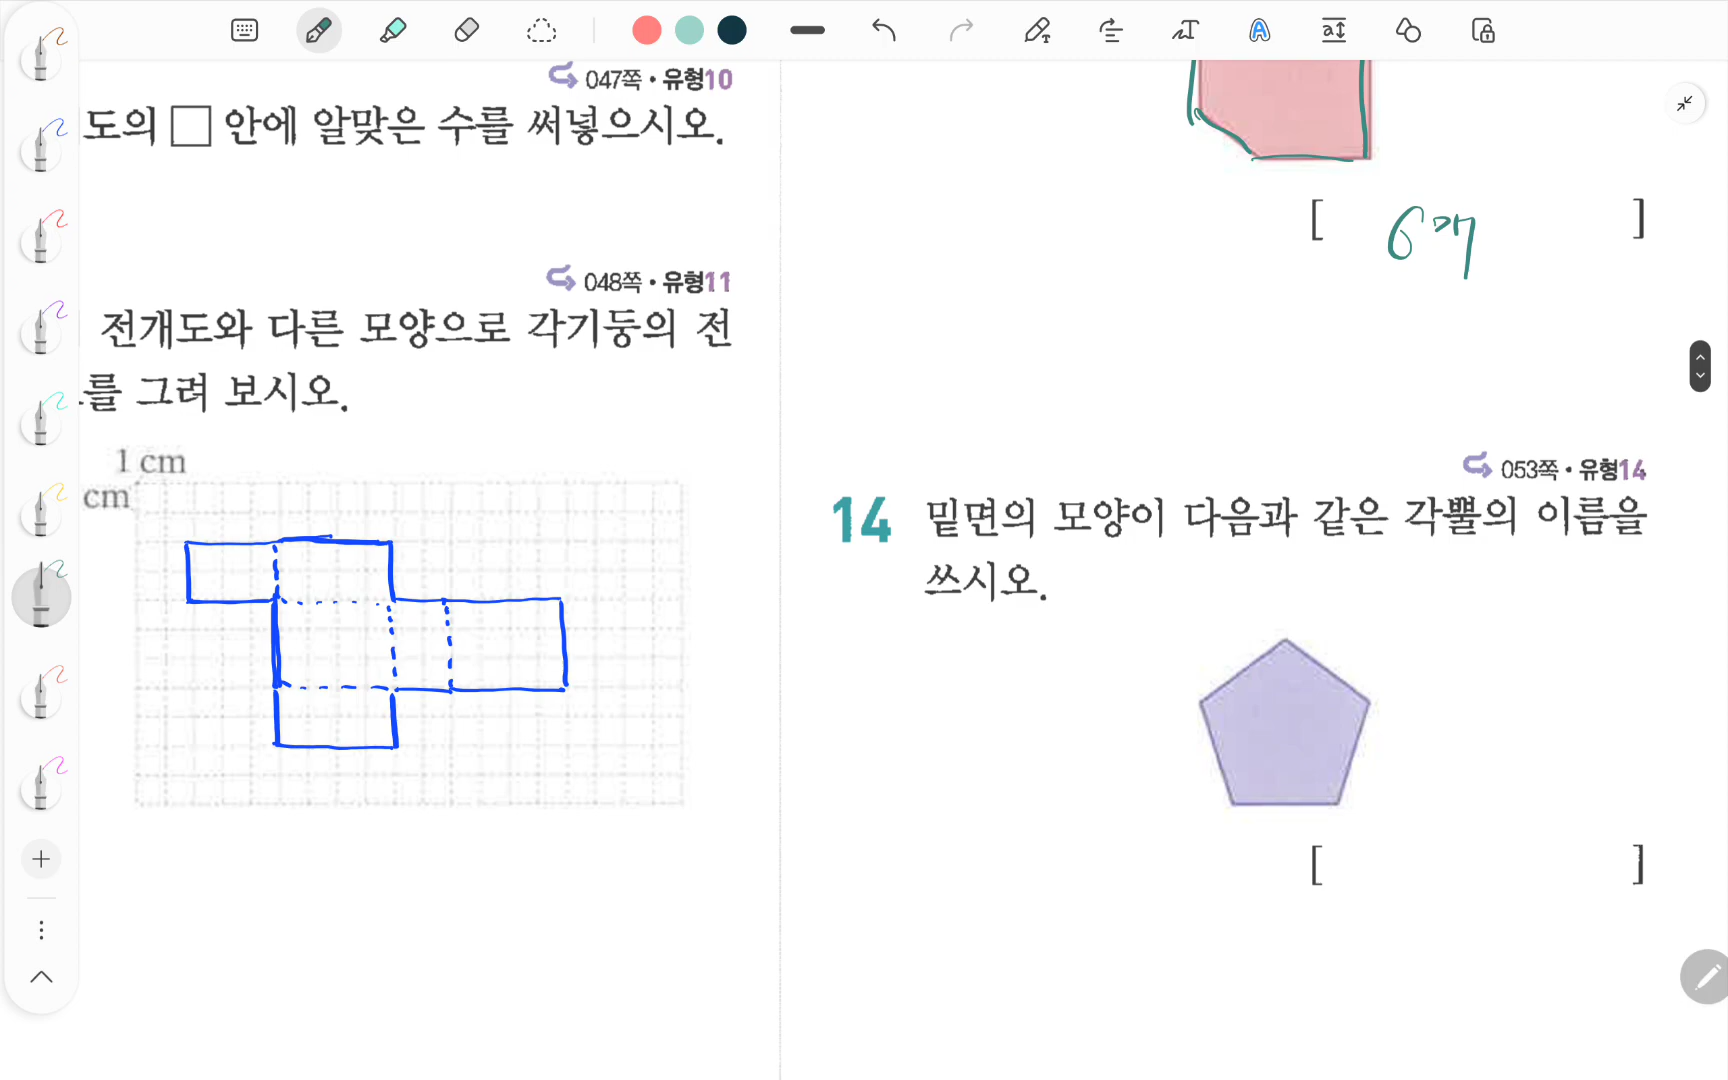 047쪽 • 유형10
도의 □ 안에 알맞은 수를 써넣으시오.
048쪽 • 유형11
전개도와 다른 모양으로 각기둥의 전
를 그려 보시오.
1 cm
cm
[ 6개 ]
053쪽 • 유형14
14 밑면의 모양이 다음과 같은 각뿔의 이름을
쓰시오.
[ ]